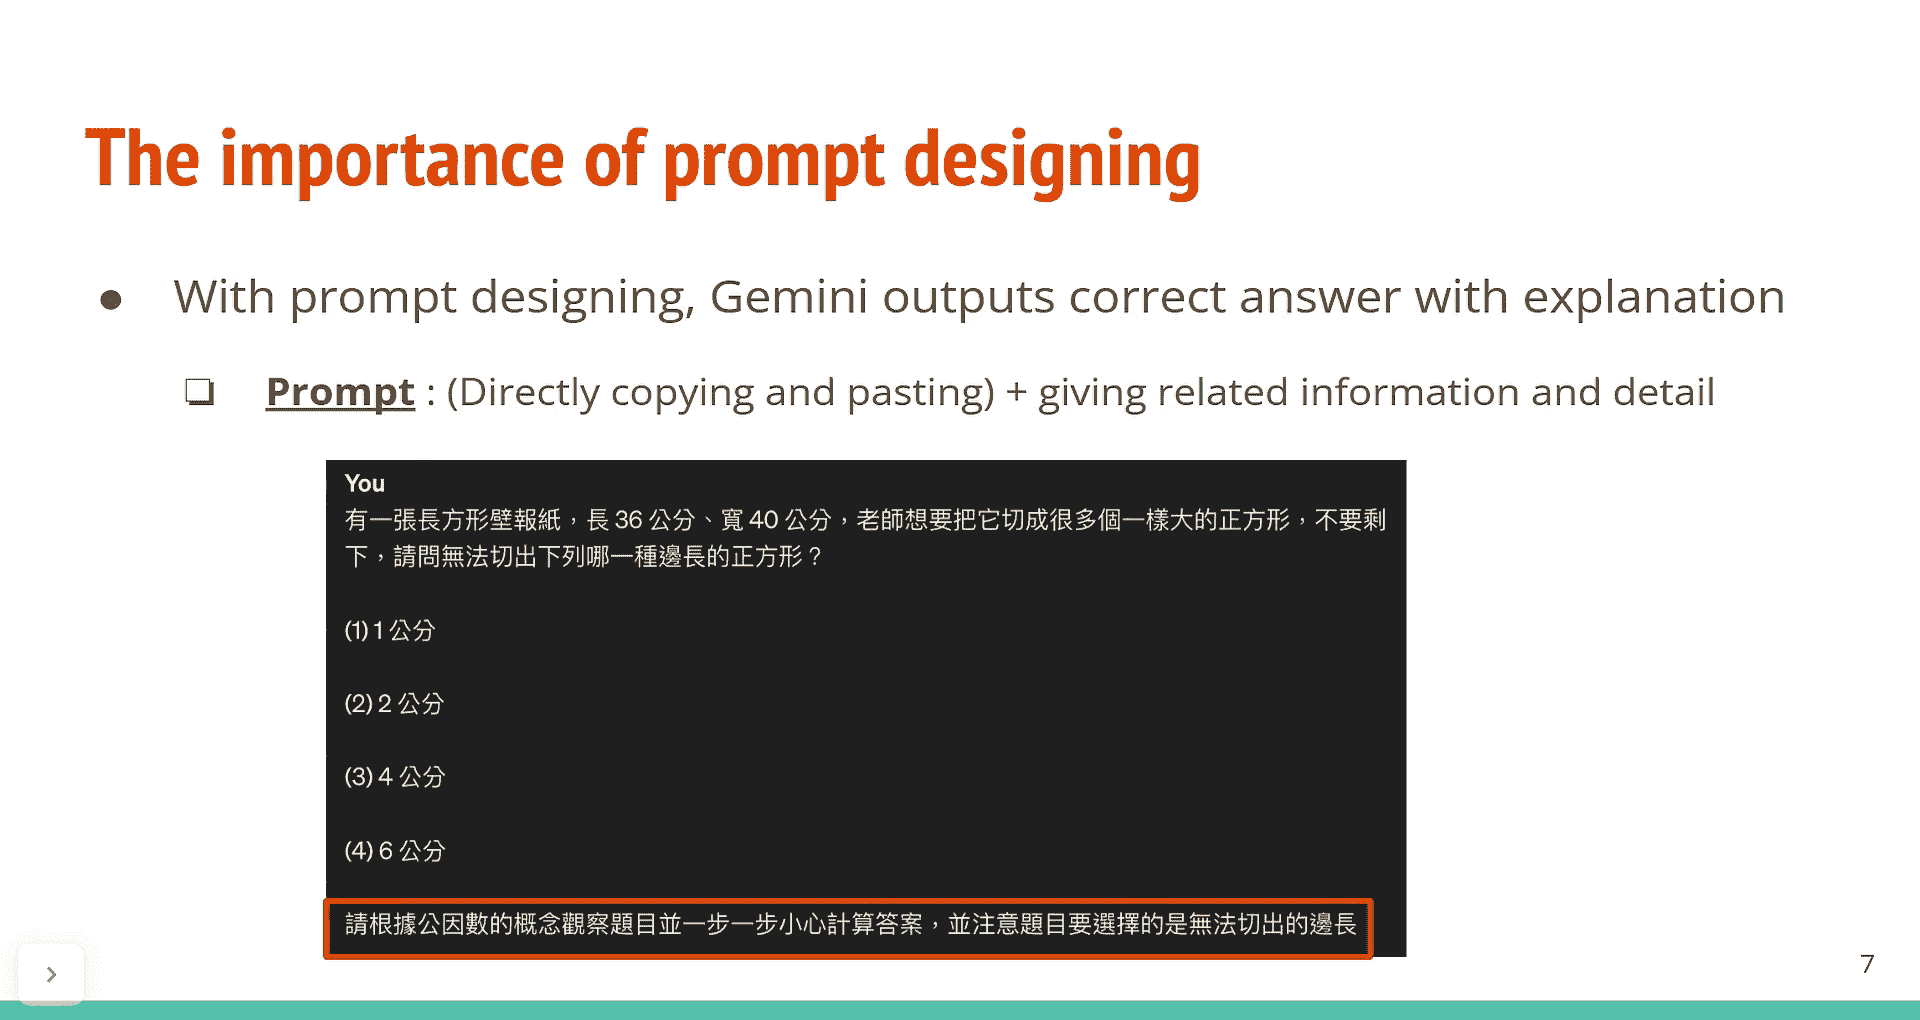 The importance of prompt designing
● With prompt designing, Gemini outputs correct answer with explanation
❏ Prompt : (Directly copying and pasting) + giving related information and detail
You
有一張長方形壁報紙，長 36 公分、寬 40 公分，老師想要把它切成很多個一樣大的正方形，不要剩
下，請問無法切出下列哪一種邊長的正方形？
(1) 1 公分
(2) 2 公分
(3) 4 公分
(4) 6 公分
請根據公因數的概念觀察題目並一步一步小心計算答案，並注意題目要選擇的是無法切出的邊長
7